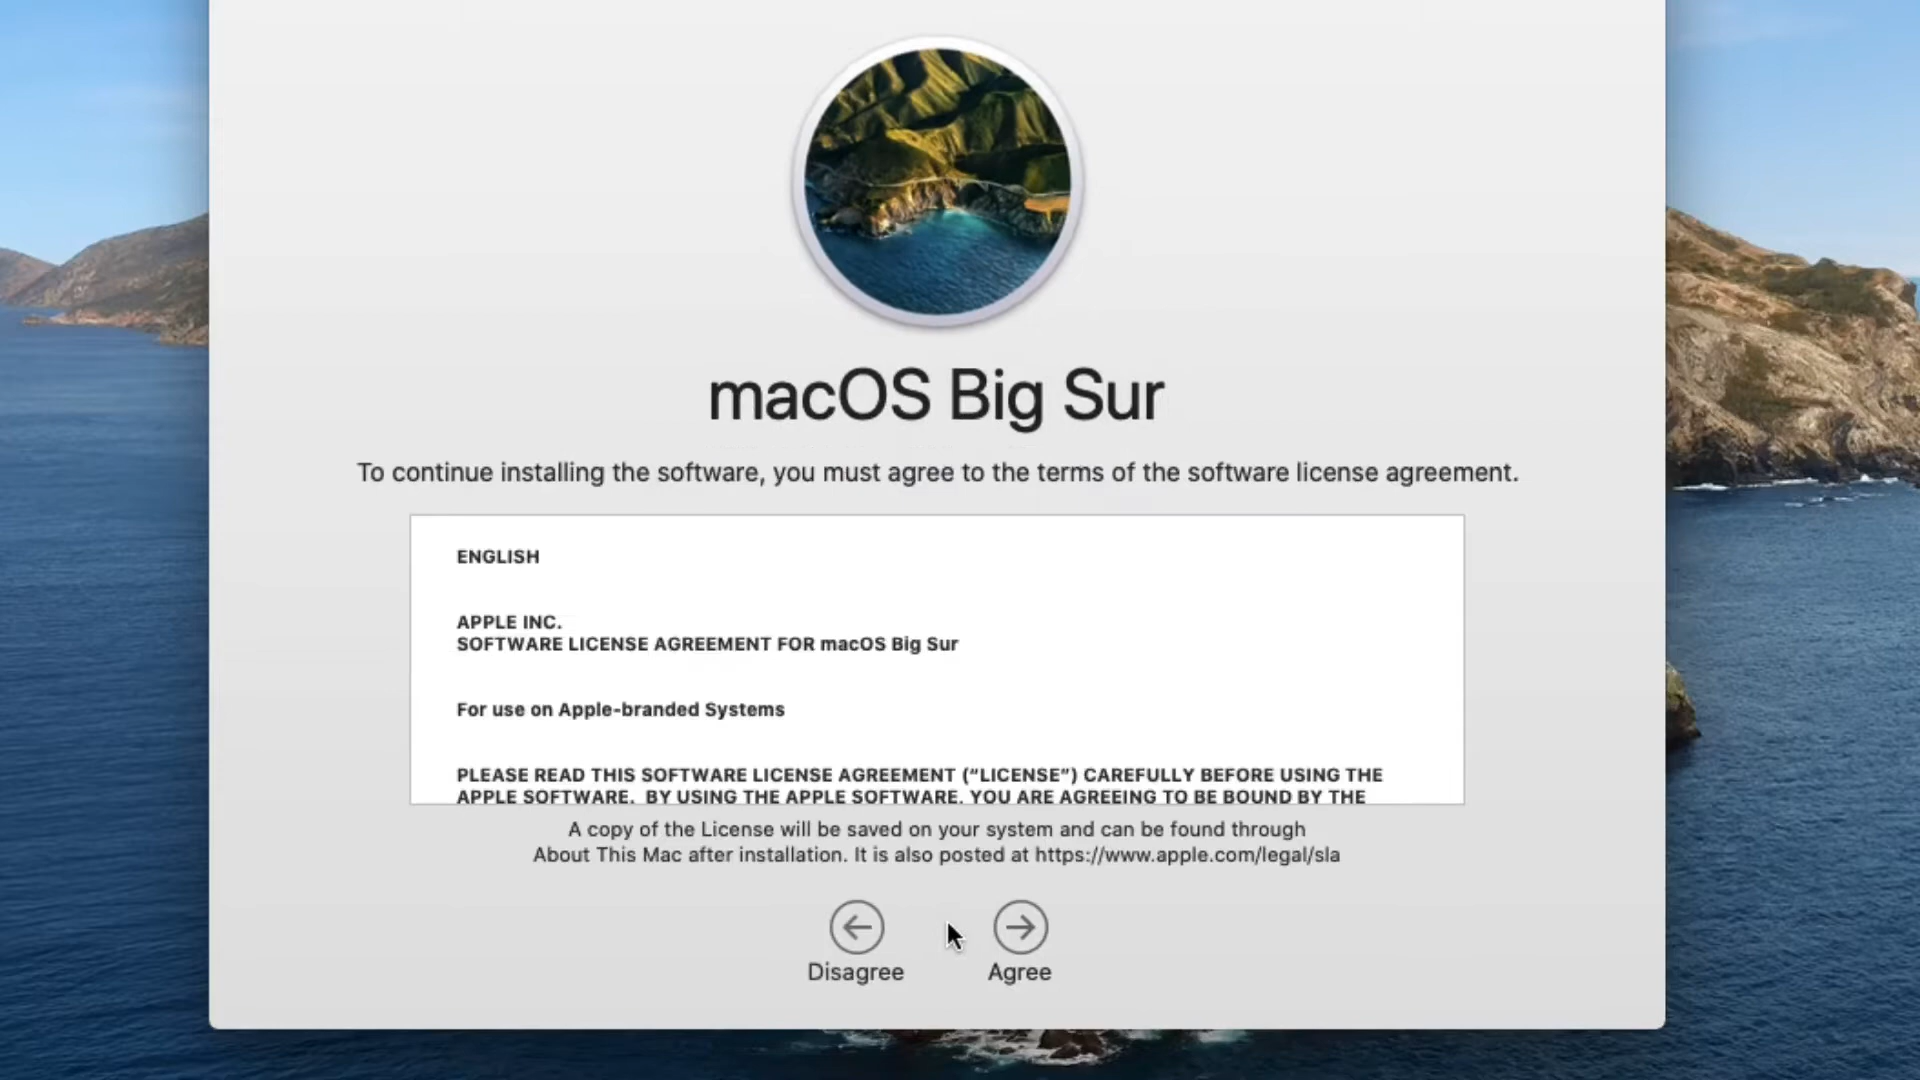 macOS Big Sur
To continue installing the software, you must agree to the terms of the software license agreement.
ENGLISH
APPLE INC.
SOFTWARE LICENSE AGREEMENT FOR macOS Big Sur
For use on Apple-branded Systems
PLEASE READ THIS SOFTWARE LICENSE AGREEMENT (“LICENSE”) CAREFULLY BEFORE USING THE
APPLE SOFTWARE.  BY USING THE APPLE SOFTWARE, YOU ARE AGREEING TO BE BOUND BY THE
A copy of the License will be saved on your system and can be found through
About This Mac after installation. It is also posted at https://www.apple.com/legal/sla
Disagree
Agree